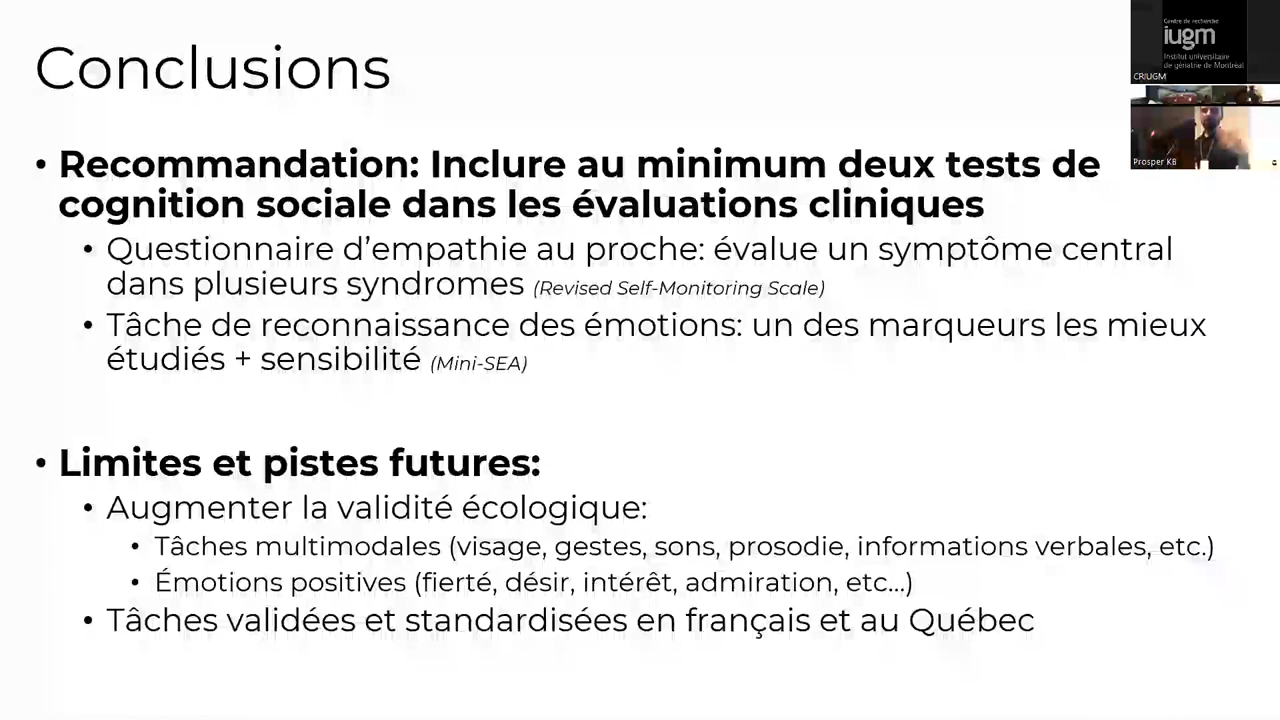 Conclusions
• Recommandation: Inclure au minimum deux tests de
cognition sociale dans les évaluations cliniques
• Questionnaire d’empathie au proche: évalue un symptôme central
dans plusieurs syndromes (Revised Self-Monitoring Scale)
• Tâche de reconnaissance des émotions: un des marqueurs les mieux
étudiés + sensibilité (Mini-SEA)
• Limites et pistes futures:
• Augmenter la validité écologique:
• Tâches multimodales (visage, gestes, sons, prosodie, informations verbales, etc.)
• Émotions positives (fierté, désir, intérêt, admiration, etc...)
• Tâches validées et standardisées en français et au Québec
Centre de recherche
iugm
Institut universitaire
de gériatrie de Montréal
CRIUGM
Prosper KB